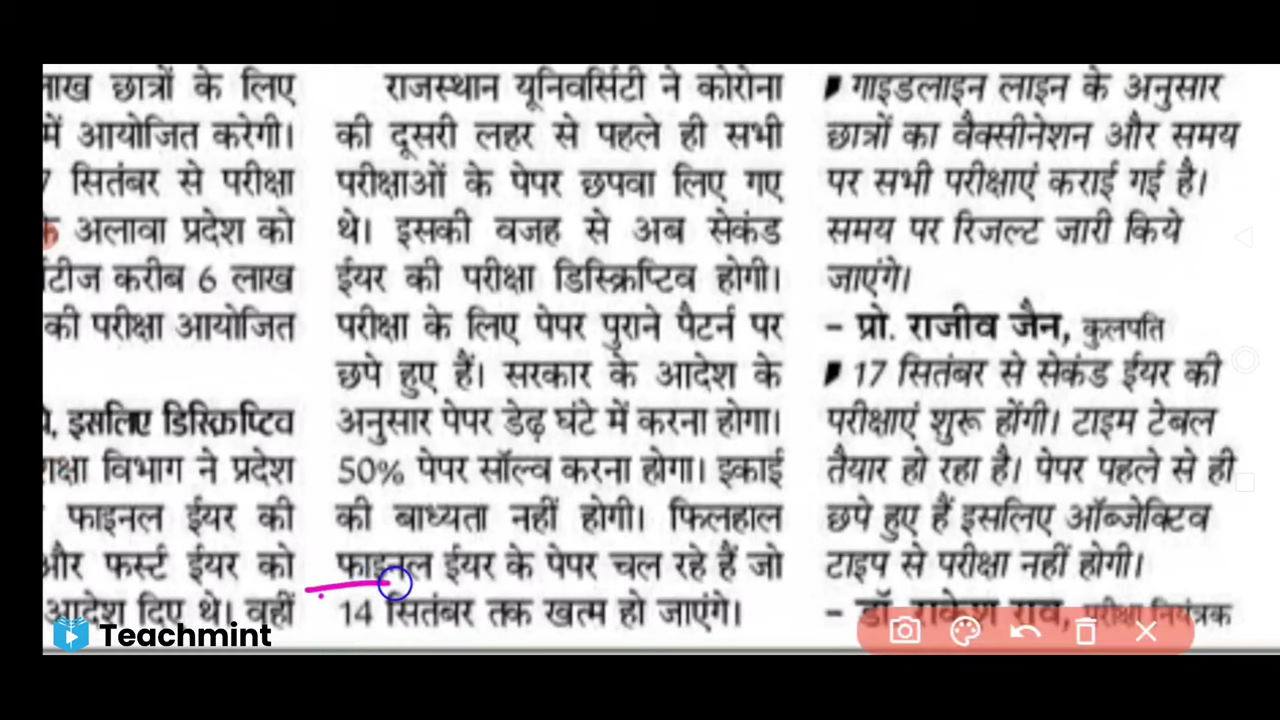 लाख छात्रों के लिए
में आयोजित करेगी।
सितंबर से परीक्षा
अलावा प्रदेश को
करीब 6 लाख
की परीक्षा आयोजित
इसलिए डिस्क्रिप्टिव
विभाग ने प्रदेश
फाइनल ईयर की
और फर्स्ट ईयर को
आदेश दिए थे। वहीं
राजस्थान यूनिवर्सिटी ने कोरोना
की दूसरी लहर से पहले ही सभी
परीक्षाओं के पेपर छपवा लिए गए
थे। इसकी वजह से अब सेकंड
ईयर की परीक्षा डिस्क्रिप्टिव होगी।
परीक्षा के लिए पेपर पुराने पैटर्न पर
छपे हुए हैं। सरकार के आदेश के
अनुसार पेपर डेढ़ घंटे में करना होगा।
50% पेपर सॉल्व करना होगा। इकाई
की बाध्यता नहीं होगी। फिलहाल
फाइनल ईयर के पेपर चल रहे हैं जो
14 सितंबर तक खत्म हो जाएंगे।
गाइडलाइन लाइन के अनुसार
छात्रों का वैक्सीनेशन और समय
पर सभी परीक्षाएं कराई गई है।
समय पर रिजल्ट जारी किये
जाएंगे।
- प्रो. राजीव जैन, कुलपति
17 सितंबर से सेकंड ईयर की
परीक्षाएं शुरू होंगी। टाइम टेबल
तैयार हो रहा है। पेपर पहले से ही
छपे हुए हैं इसलिए ऑब्जेक्टिव
टाइप से परीक्षा नहीं होगी।
- डॉ. राकेश राव, परीक्षा नियंत्रक
Teachmint